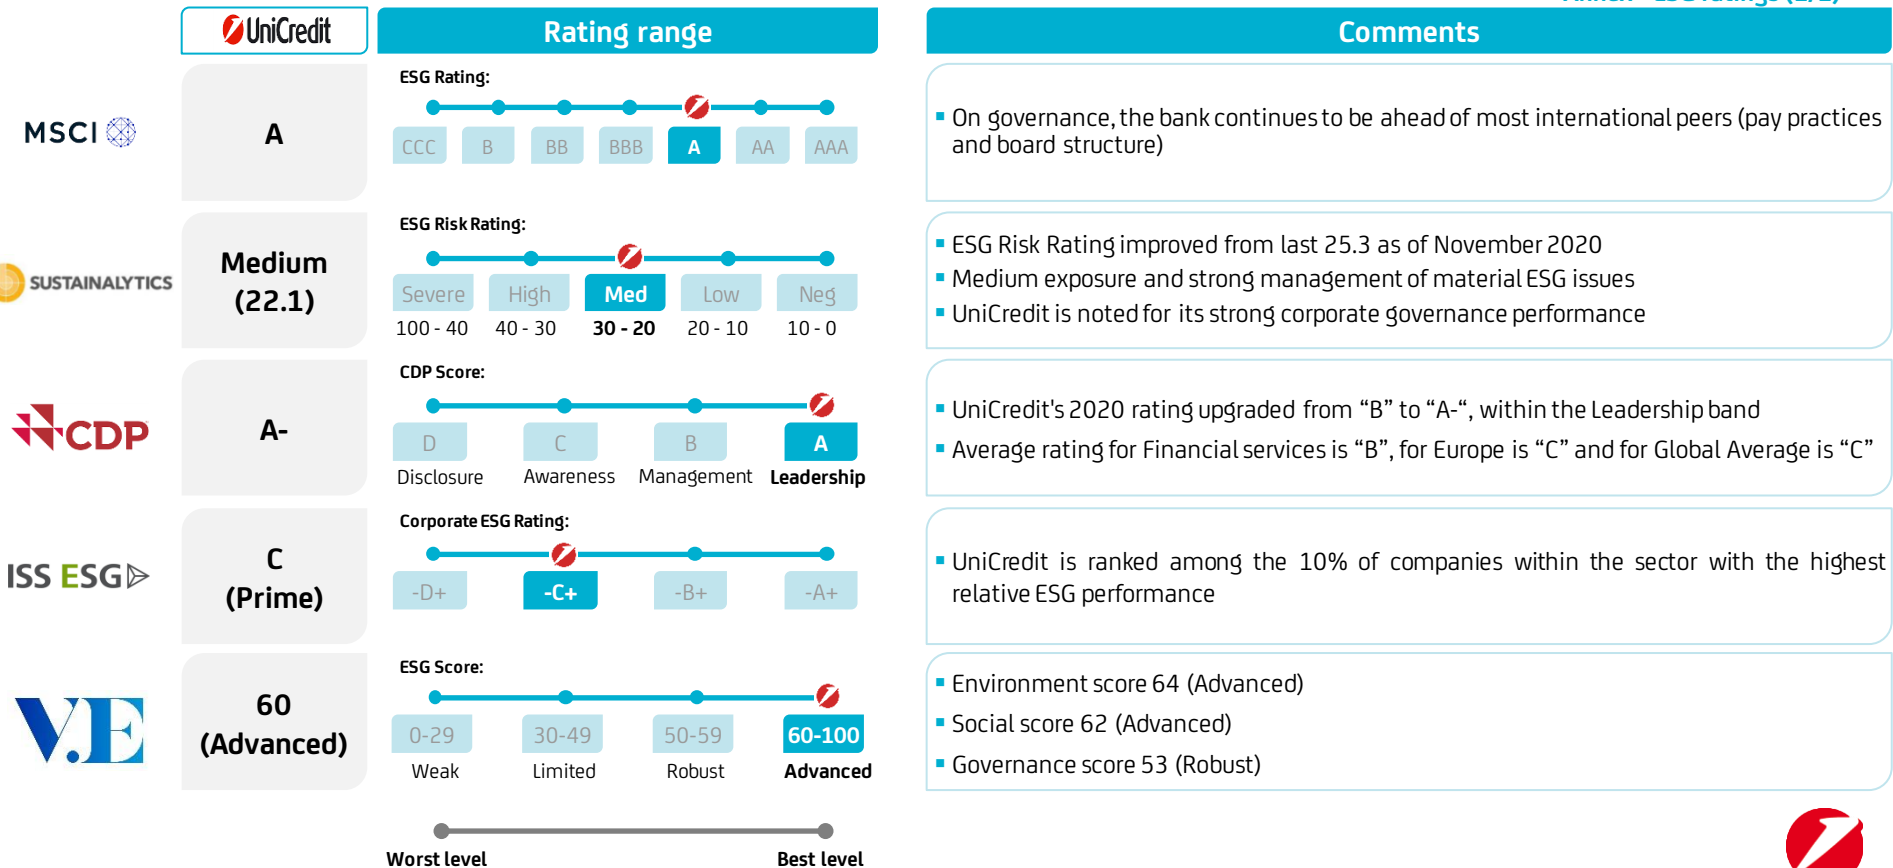 UniCredit
Rating range
Comments
MSCI
A
ESG Rating:
CCC B BB BBB A AA AAA
▪ On governance, the bank continues to be ahead of most international peers (pay practices
and board structure)
SUSTAINALYTICS
Medium
(22.1)
ESG Risk Rating:
Severe High Med Low Neg
100 - 40 40 - 30 30 - 20 20 - 10 10 - 0
▪ ESG Risk Rating improved from last 25.3 as of November 2020
▪ Medium exposure and strong management of material ESG issues
▪ UniCredit is noted for its strong corporate governance performance
CDP
A-
CDP Score:
D C B A
Disclosure Awareness Management Leadership
▪ UniCredit's 2020 rating upgraded from “B” to “A-“, within the Leadership band
▪ Average rating for Financial services is “B”, for Europe is “C” and for Global Average is “C”
ISS ESG
C
(Prime)
Corporate ESG Rating:
-D+ -C+ -B+ -A+
▪ UniCredit is ranked among the 10% of companies within the sector with the highest
relative ESG performance
V.E
60
(Advanced)
ESG Score:
0-29 30-49 50-59 60-100
Weak Limited Robust Advanced
▪ Environment score 64 (Advanced)
▪ Social score 62 (Advanced)
▪ Governance score 53 (Robust)
Worst level Best level